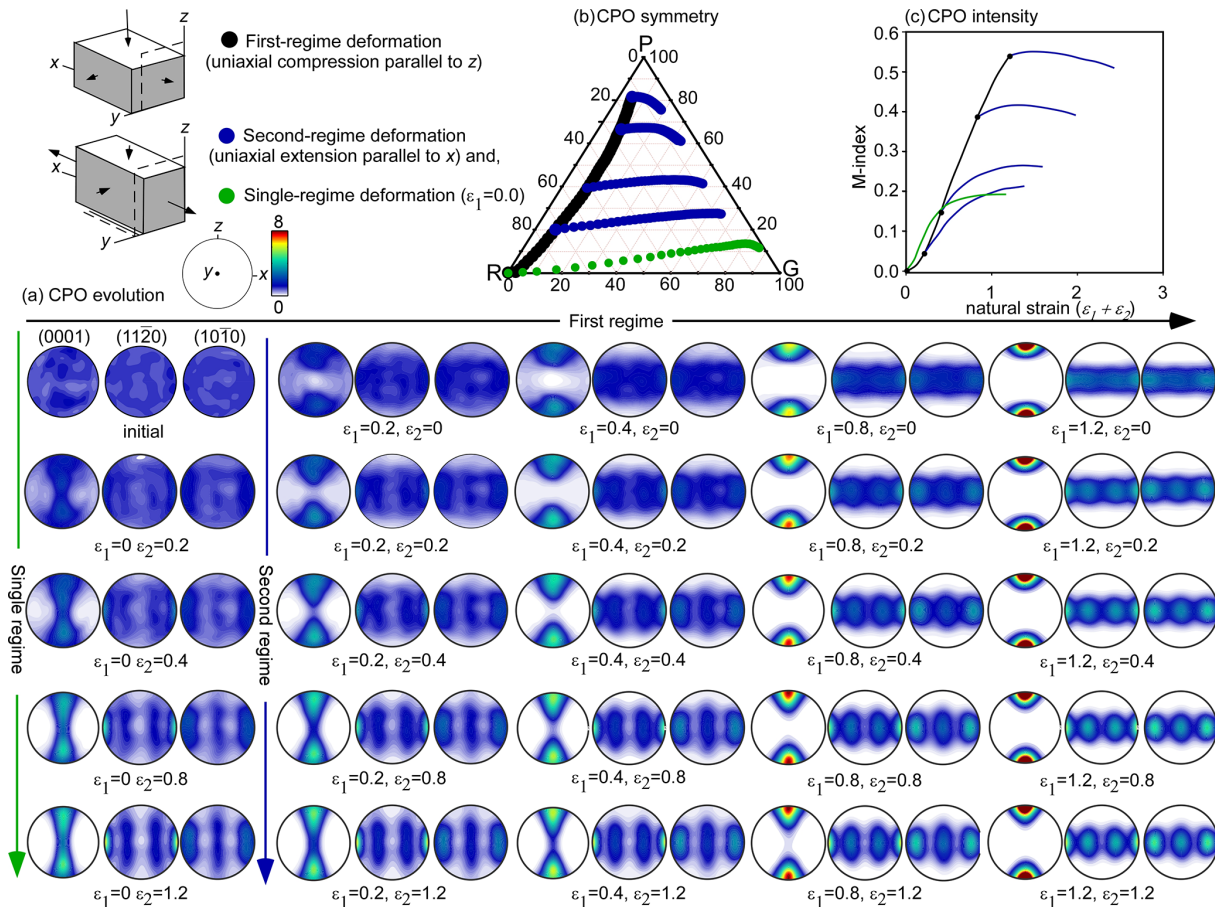 z
x
y
First-regime deformation
(uniaxial compression parallel to z)
z
x
y
Second-regime deformation
(uniaxial extension parallel to x) and,
Single-regime deformation (ε1=0.0)
z
y
x
8
0
(b) CPO symmetry
P
0 100
20 80
60 40
80 20
R 0 20 40 60 80 100
100 0
G
(c) CPO intensity
M-index
0.6
0.5
0.4
0.3
0.2
0.1
0.0
0 1 2 3
natural strain (ε1 + ε2)
(a) CPO evolution
First regime
(0001) (112̅0) (101̅0)
initial
ε1=0.2, ε2=0
ε1=0.4, ε2=0
ε1=0.8, ε2=0
ε1=1.2, ε2=0
ε1=0 ε2=0.2
ε1=0.2, ε2=0.2
ε1=0.4, ε2=0.2
ε1=0.8, ε2=0.2
ε1=1.2, ε2=0.2
Single regime
Second regime
ε1=0 ε2=0.4
ε1=0.2, ε2=0.4
ε1=0.4, ε2=0.4
ε1=0.8, ε2=0.4
ε1=1.2, ε2=0.4
ε1=0 ε2=0.8
ε1=0.2, ε2=0.8
ε1=0.4, ε2=0.8
ε1=0.8, ε2=0.8
ε1=1.2, ε2=0.8
ε1=0 ε2=1.2
ε1=0.2, ε2=1.2
ε1=0.4, ε2=1.2
ε1=0.8, ε2=1.2
ε1=1.2, ε2=1.2